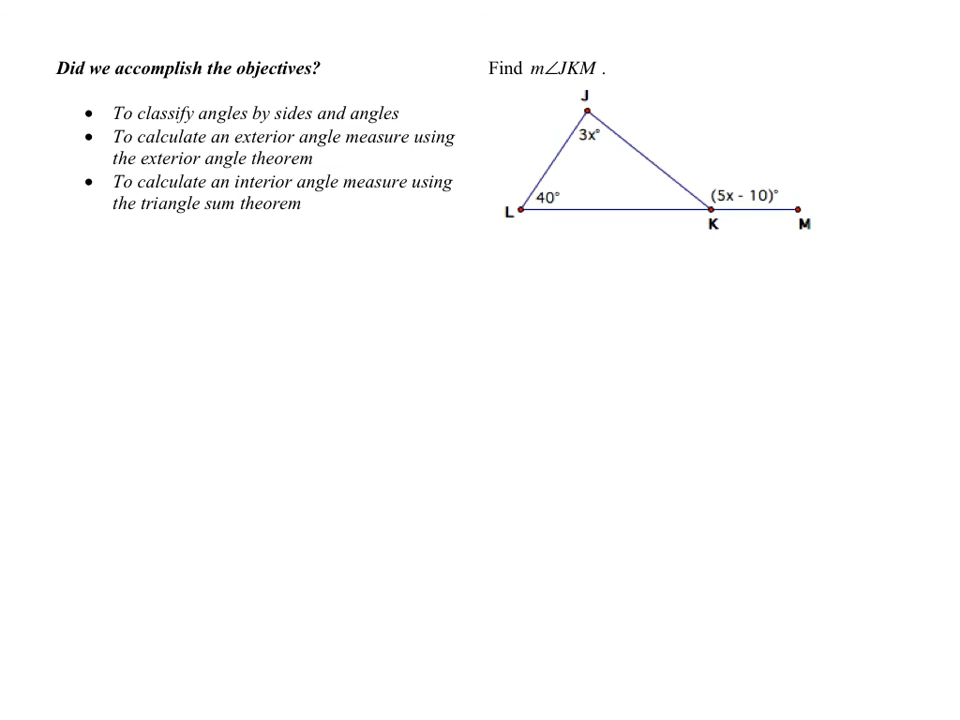 Did we accomplish the objectives?
• To classify angles by sides and angles
• To calculate an exterior angle measure using
the exterior angle theorem
• To calculate an interior angle measure using
the triangle sum theorem
Find m∠JKM .
J
3x°
40°
(5x - 10)°
L
K
M